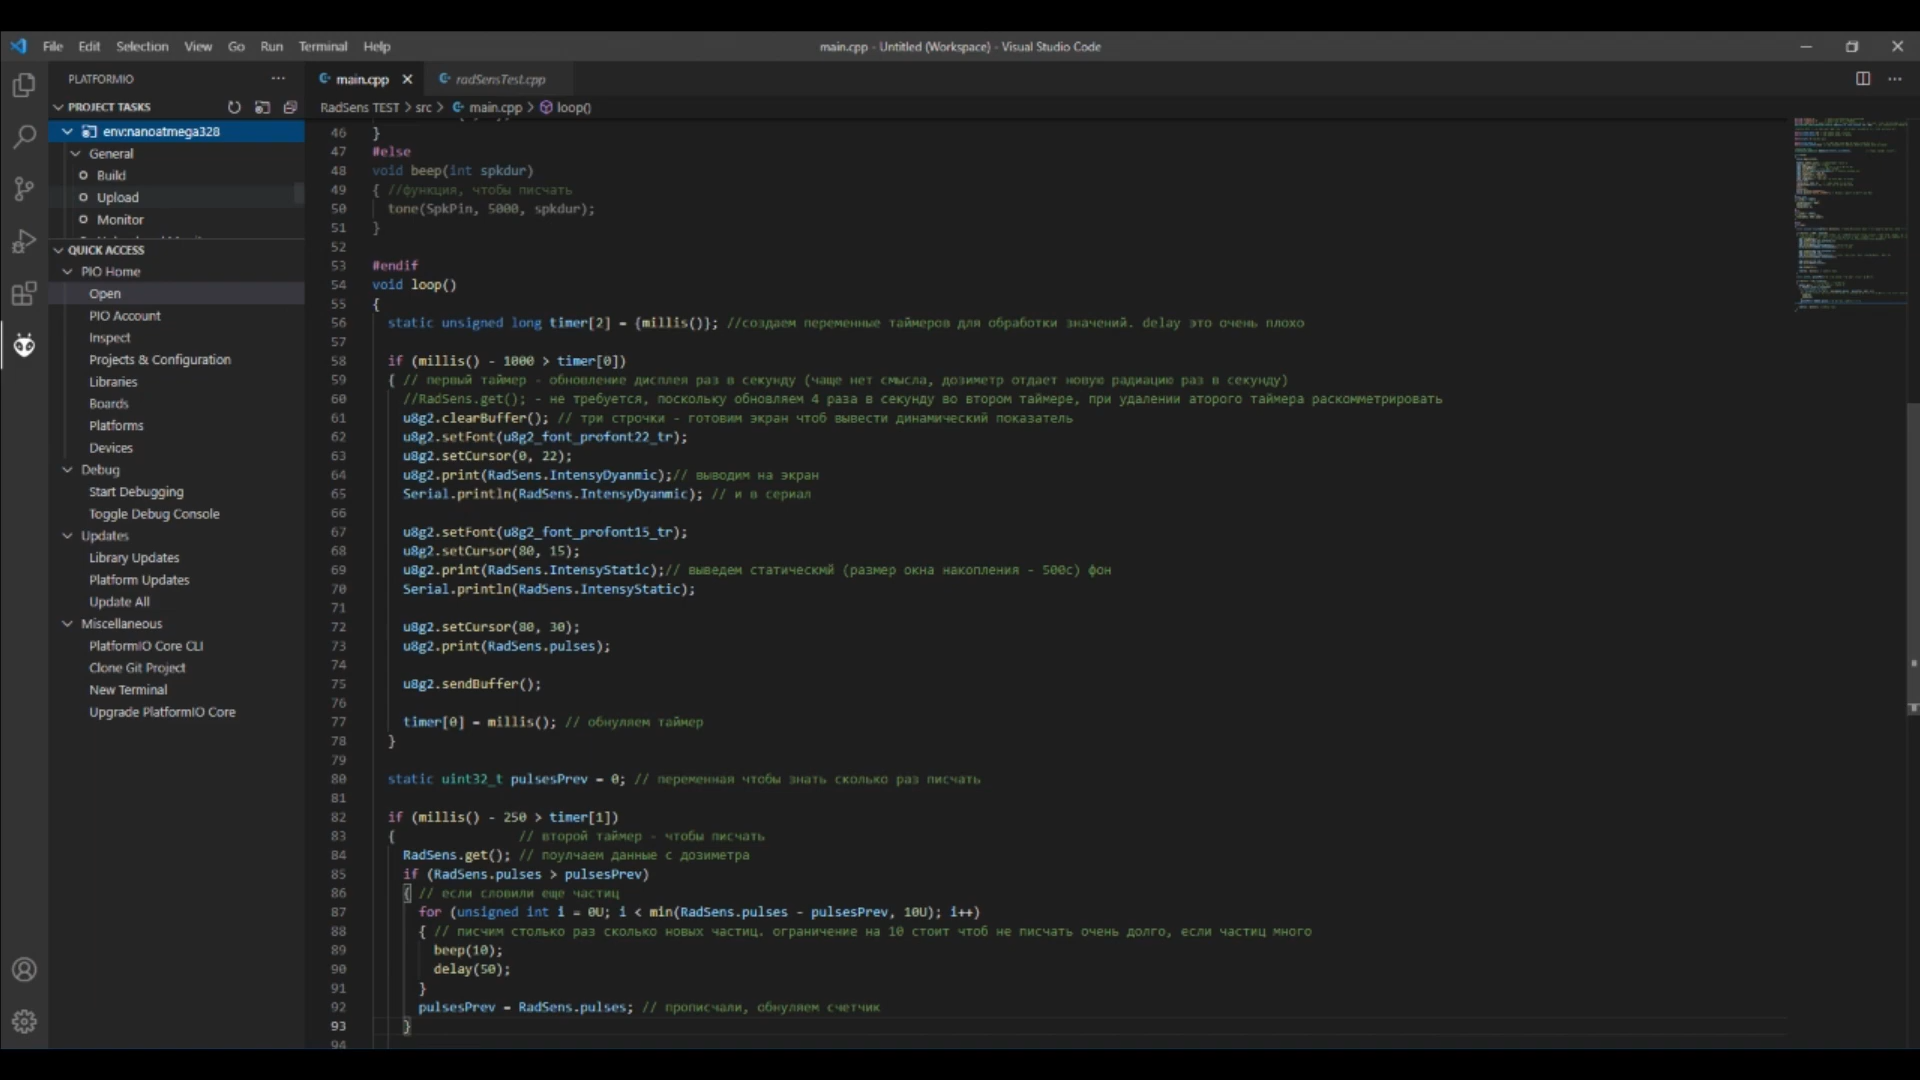 File Edit Selection View Go Run Terminal Help
main.cpp - Untitled (Workspace) - Visual Studio Code
PLATFORMIO
PROJECT TASKS
env:nanoatmega328
General
Build
Upload
Monitor
QUICK ACCESS
PIO Home
Open
PIO Account
Inspect
Projects & Configuration
Libraries
Boards
Platforms
Devices
Debug
Start Debugging
Toggle Debug Console
Updates
Library Updates
Platform Updates
Update All
Miscellaneous
PlatformIO Core CLI
Clone Git Project
New Terminal
Upgrade PlatformIO Core
main.cpp radSensTest.cpp
RadSens TEST > src > main.cpp > loop()
46 }
47 #else
48 void beep(int spkdur)
49 { //функция, чтобы писчать
50 tone(SpkPin, 5000, spkdur);
51 }
52
53 #endif
54 void loop()
55 {
56 static unsigned long timer[2] = {millis()}; //создаем переменные таймеров для обработки значений. delay это очень плохо
57
58 if (millis() - 1000 > timer[0])
59 { // первый таймер - обновление дисплея раз в секунду (чаще нет смысла, дозиметр отдает новую радиацию раз в секунду)
60 //RadSens.get(); - не требуется, поскольку обновляем 4 раза в секунду во втором таймере, при удалении аторого таймера раскомметрировать
61 u8g2.clearBuffer(); // три строчки - готовим экран чтоб вывести динамический показатель
62 u8g2.setFont(u8g2_font_profont22_tr);
63 u8g2.setCursor(0, 22);
64 u8g2.print(RadSens.IntensyDyanmic);// выводим на экран
65 Serial.println(RadSens.IntensyDyanmic); // и в сериал
66
67 u8g2.setFont(u8g2_font_profont15_tr);
68 u8g2.setCursor(80, 15);
69 u8g2.print(RadSens.IntensyStatic);// выведем статическмй (размер окна накопления - 500с) фон
70 Serial.println(RadSens.IntensyStatic);
71
72 u8g2.setCursor(80, 30);
73 u8g2.print(RadSens.pulses);
74
75 u8g2.sendBuffer();
76
77 timer[0] = millis(); // обнуляем таймер
78 }
79
80 static uint32_t pulsesPrev = 0; // переменная чтобы знать сколько раз писчать
81
82 if (millis() - 250 > timer[1])
83 { // второй таймер - чтобы писчать
84 RadSens.get(); // поулчаем данные с дозиметра
85 if (RadSens.pulses > pulsesPrev)
86 { // если словили еще частиц
87 for (unsigned int i = 0U; i < min(RadSens.pulses - pulsesPrev, 10U); i++)
88 { // писчим столько раз сколько новых частиц. ограничение на 10 стоит чтоб не писчать очень долго, если частиц много
89 beep(10);
90 delay(50);
91 }
92 pulsesPrev = RadSens.pulses; // прописчали, обнуляем счетчик
93 }
94